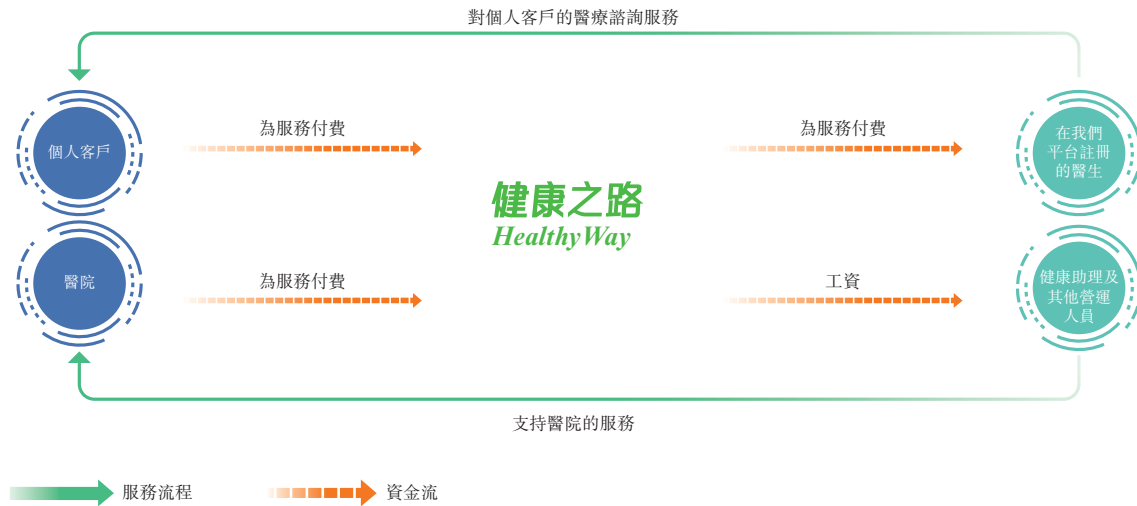 對個人客戶的醫療諮詢服務
個人客戶
為服務付費
為服務付費
在我們
平台註冊
的醫生
健康之路
HealthyWay
醫院
為服務付費
工資
健康助理及
其他營運
人員
支持醫院的服務
服務流程
資金流